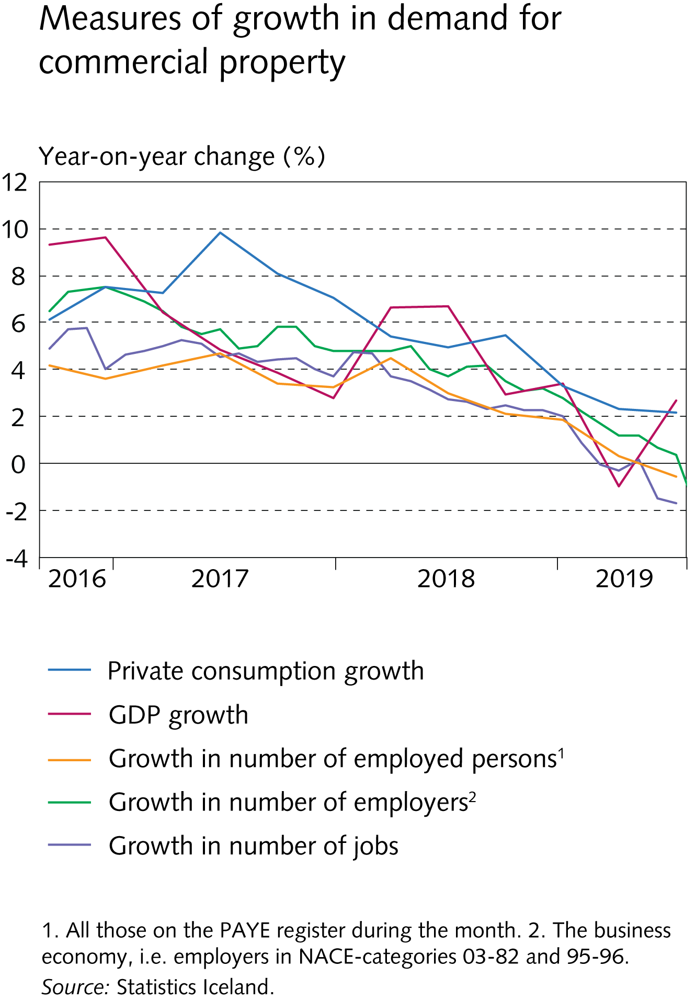 Measures of growth in demand for
commercial property
Year-on-year change (%)
12
10
8
6
4
2
0
-2
-4
2016 2017 2018 2019
Private consumption growth
GDP growth
Growth in number of employed persons¹
Growth in number of employers²
Growth in number of jobs
1. All those on the PAYE register during the month. 2. The business
economy, i.e. employers in NACE-categories 03-82 and 95-96.
Source: Statistics Iceland.